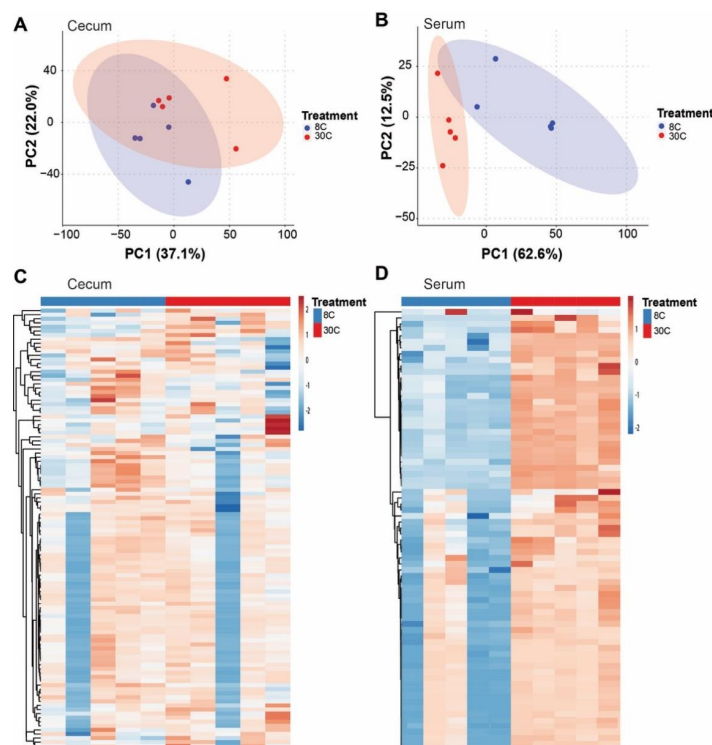 A
Cecum
PC2 (22.0%)
40
0
−40
−100
−50
0
50
100
PC1 (37.1%)
Treatment
8C
30C
B
Serum
PC2 (12.5%)
25
0
−25
−50
−50
0
50
100
PC1 (62.6%)
Treatment
8C
30C
C
Cecum
Treatment
8C
30C
2
1
0
-1
-2
D
Serum
Treatment
8C
30C
2
1
0
-1
-2